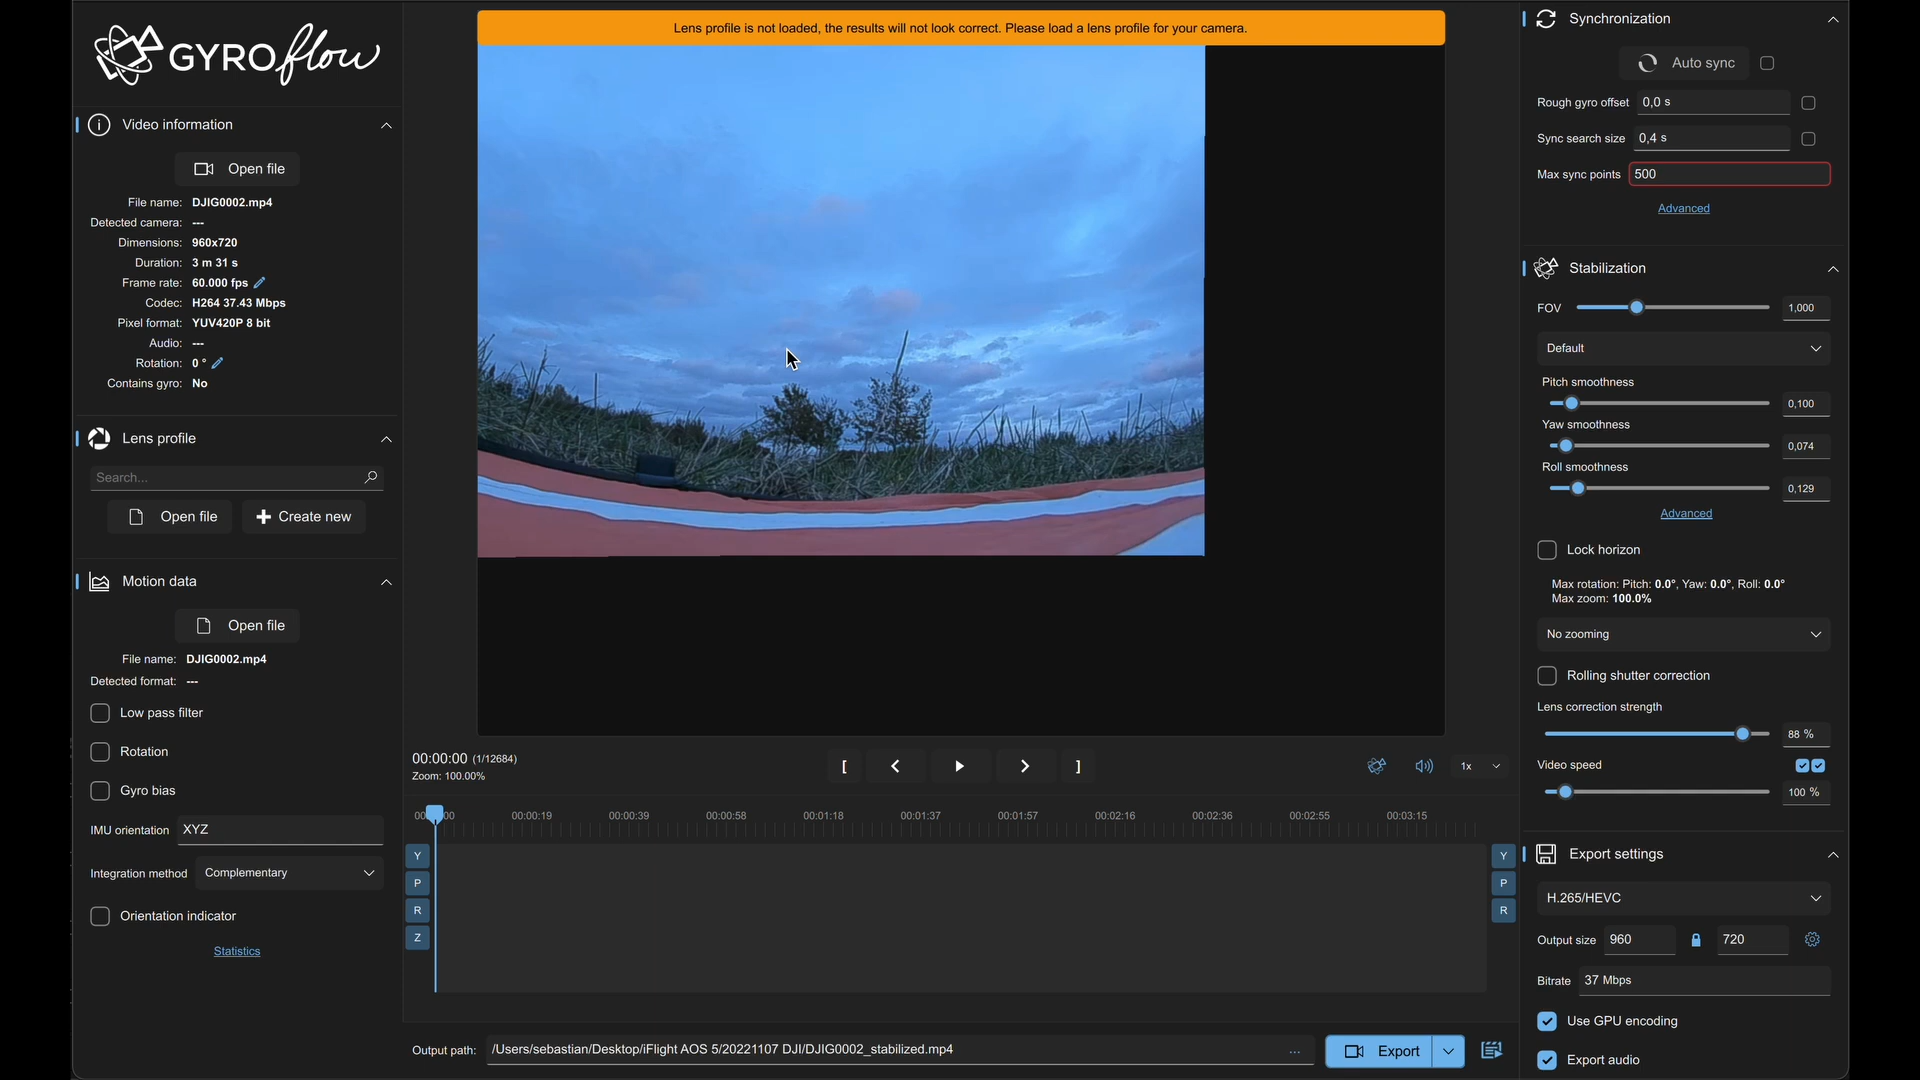 GYROflow
Video information
Open file
File name: DJIG0002.mp4
Detected camera: ---
Dimensions: 960x720
Duration: 3 m 31 s
Frame rate: 60.000 fps
Codec: H264 37.43 Mbps
Pixel format: YUV420P 8 bit
Audio: ---
Rotation: 0 °
Contains gyro: No
Lens profile
Search...
Open file
Create new
Motion data
Open file
File name: DJIG0002.mp4
Detected format: ---
Low pass filter
Rotation
Gyro bias
IMU orientation XYZ
Integration method Complementary
Orientation indicator
Statistics
Lens profile is not loaded, the results will not look correct. Please load a lens profile for your camera.
00:00:00 (1/12684)
Zoom: 100.00%
[
]
1x
00:00:19 00:00:39 00:00:58 00:01:18 00:01:37 00:01:57 00:02:16 00:02:36 00:02:55 00:03:15
Y Y
P P
R R
Z
Output path: /Users/sebastian/Desktop/iFlight AOS 5/20221107 DJI/DJIG0002_stabilized.mp4 ...
Export
Synchronization
Auto sync
Rough gyro offset 0,0 s
Sync search size 0,4 s
Max sync points 500
Advanced
Stabilization
FOV 1,000
Default
Pitch smoothness
0,100
Yaw smoothness
0,074
Roll smoothness
0,129
Advanced
Lock horizon
Max rotation: Pitch: 0.0°, Yaw: 0.0°, Roll: 0.0°
Max zoom: 100.0%
No zooming
Rolling shutter correction
Lens correction strength
88 %
Video speed
100 %
Export settings
H.265/HEVC
Output size 960 720
Bitrate 37 Mbps
Use GPU encoding
Export audio